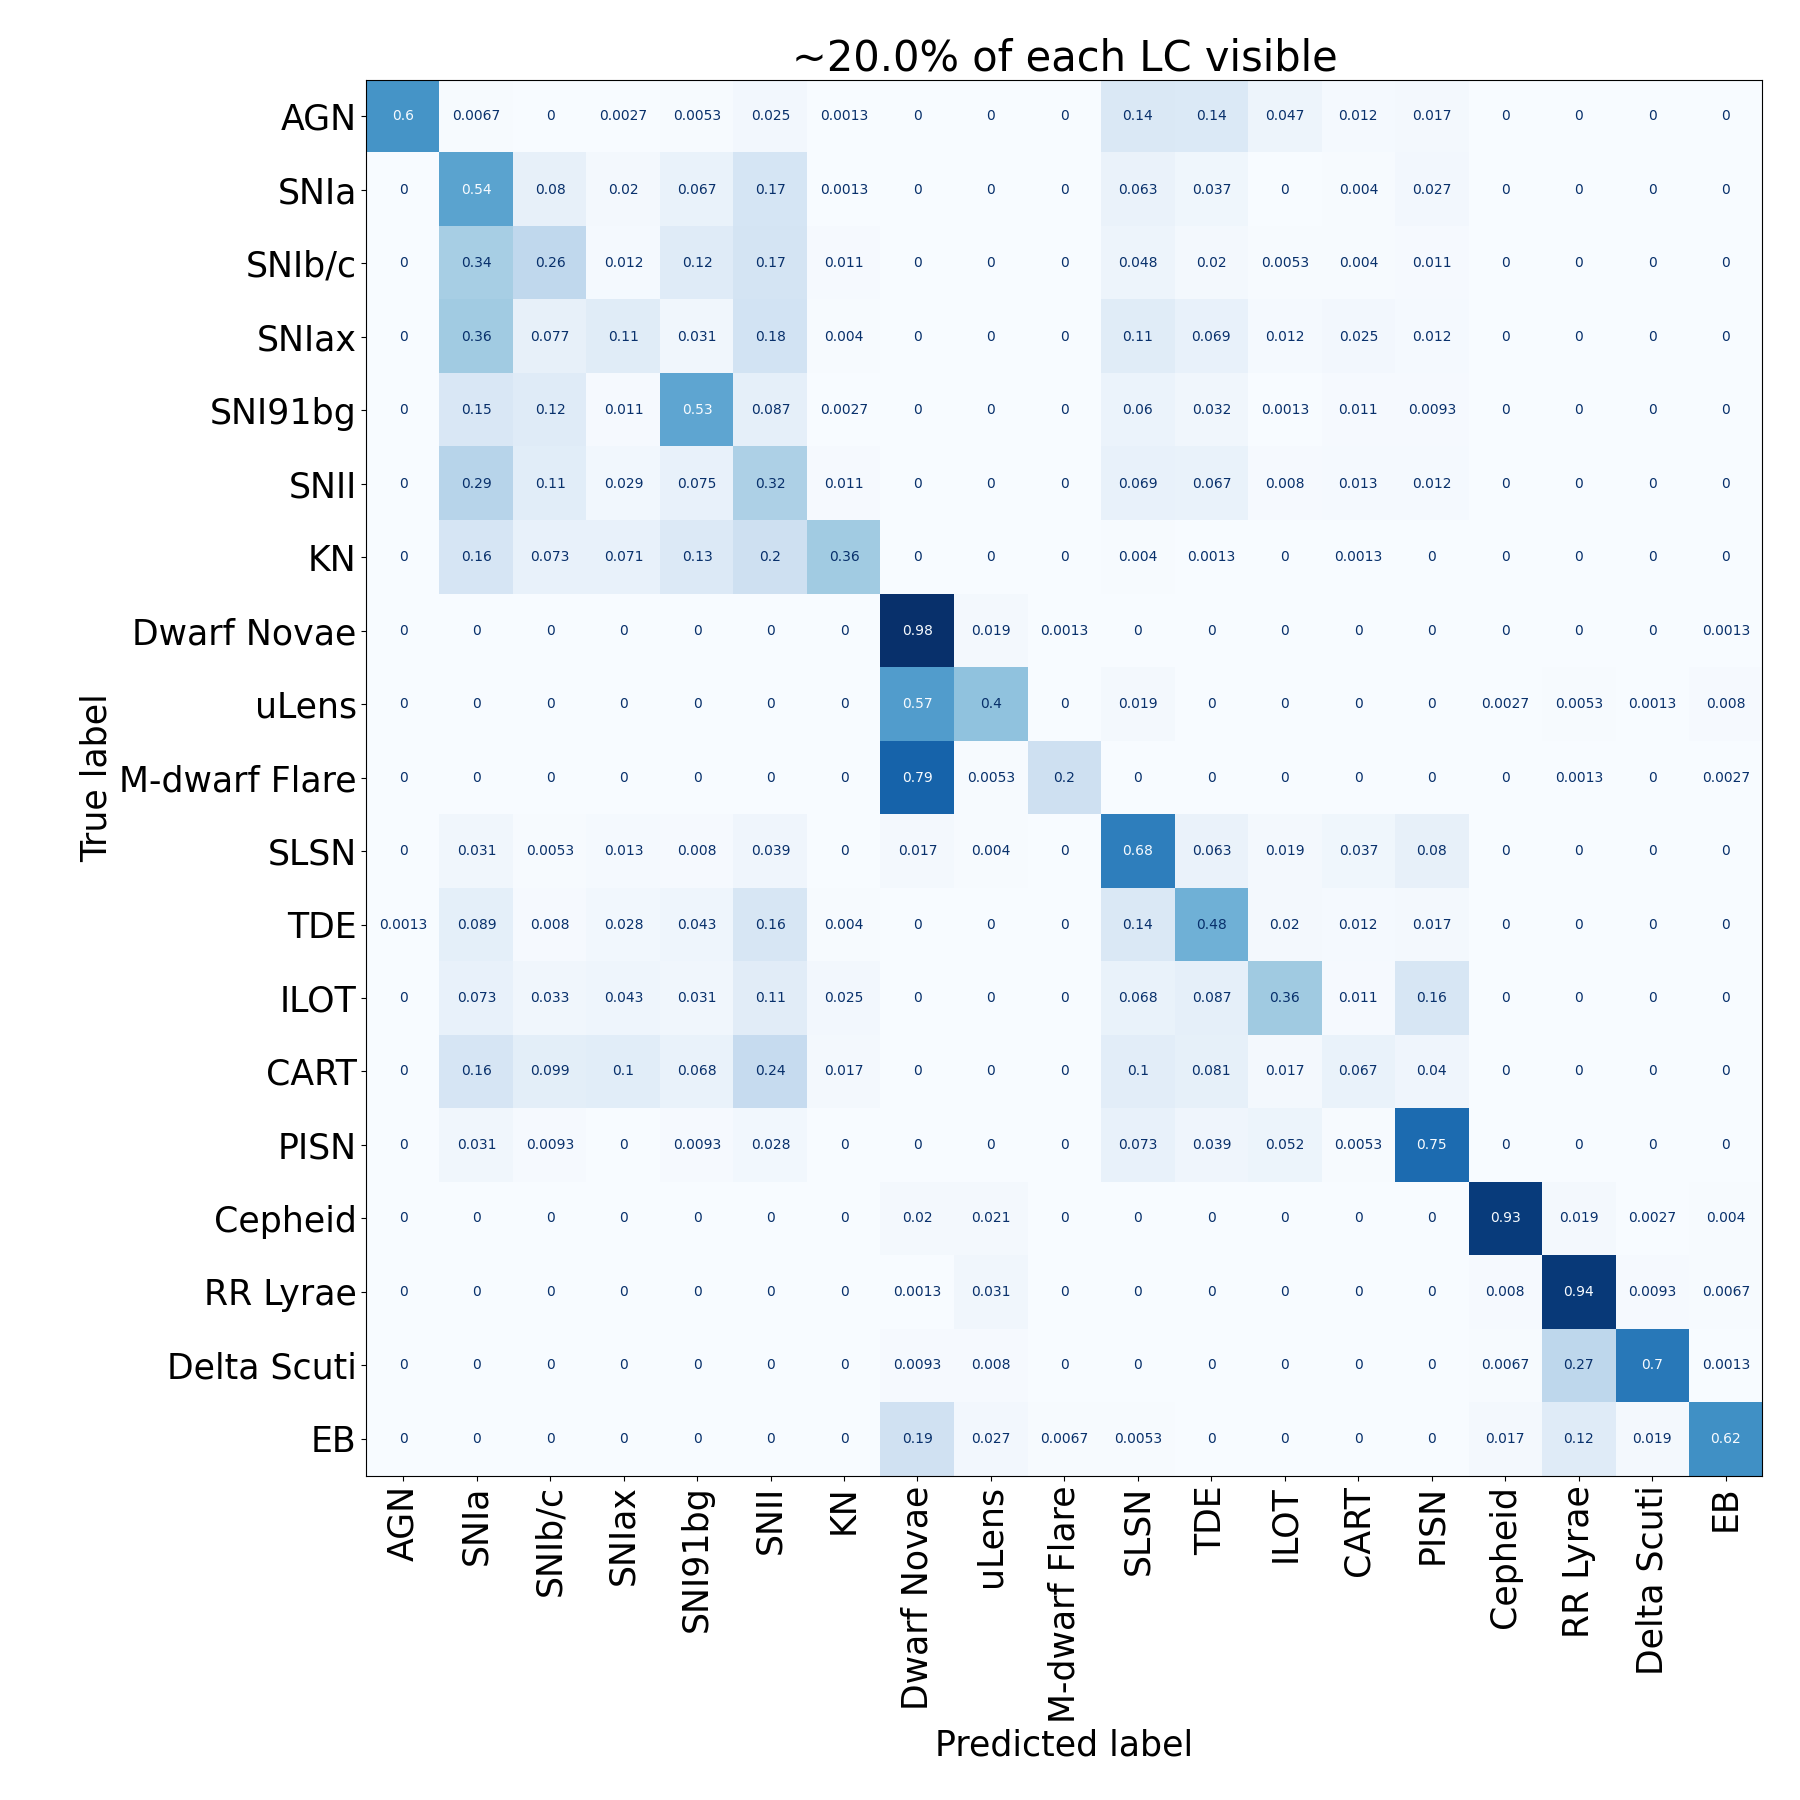 ~20.0% of each LC visible
AGN 0.6 0.0067 0 0.0027 0.0053 0.025 0.0013 0 0 0 0.14 0.14 0.047 0.012 0.017 0 0 0 0
SNIa 0 0.54 0.08 0.02 0.067 0.17 0.0013 0 0 0 0.063 0.037 0 0.004 0.027 0 0 0 0
SNIb/c 0 0.34 0.26 0.012 0.12 0.17 0.011 0 0 0 0.048 0.02 0.0053 0.004 0.011 0 0 0 0
SNIax 0 0.36 0.077 0.11 0.031 0.18 0.004 0 0 0 0.11 0.069 0.012 0.025 0.012 0 0 0 0
SNI91bg 0 0.15 0.12 0.011 0.53 0.087 0.0027 0 0 0 0.06 0.032 0.0013 0.011 0.0093 0 0 0 0
SNII 0 0.29 0.11 0.029 0.075 0.32 0.011 0 0 0 0.069 0.067 0.008 0.013 0.012 0 0 0 0
KN 0 0.16 0.073 0.071 0.13 0.2 0.36 0 0 0 0.004 0.0013 0 0.0013 0 0 0 0 0
Dwarf Novae 0 0 0 0 0 0 0 0.98 0.019 0.0013 0 0 0 0 0 0 0 0 0.0013
uLens 0 0 0 0 0 0 0 0.57 0.4 0 0.019 0 0 0 0 0.0027 0.0053 0.0013 0.008
M-dwarf Flare 0 0 0 0 0 0 0 0.79 0.0053 0.2 0 0 0 0 0 0 0.0013 0 0.0027
SLSN 0 0.031 0.0053 0.013 0.008 0.039 0 0.017 0.004 0 0.68 0.063 0.019 0.037 0.08 0 0 0 0
TDE 0.0013 0.089 0.008 0.028 0.043 0.16 0.004 0 0 0 0.14 0.48 0.02 0.012 0.017 0 0 0 0
ILOT 0 0.073 0.033 0.043 0.031 0.11 0.025 0 0 0 0.068 0.087 0.36 0.011 0.16 0 0 0 0
CART 0 0.16 0.099 0.1 0.068 0.24 0.017 0 0 0 0.1 0.081 0.017 0.067 0.04 0 0 0 0
PISN 0 0.031 0.0093 0 0.0093 0.028 0 0 0 0 0.073 0.039 0.052 0.0053 0.75 0 0 0 0
Cepheid 0 0 0 0 0 0 0 0.02 0.021 0 0 0 0 0 0 0.93 0.019 0.0027 0.004
RR Lyrae 0 0 0 0 0 0 0 0.0013 0.031 0 0 0 0 0 0 0.008 0.94 0.0093 0.0067
Delta Scuti 0 0 0 0 0 0 0 0.0093 0.008 0 0 0 0 0 0 0.0067 0.27 0.7 0.0013
EB 0 0 0 0 0 0 0 0.19 0.027 0.0067 0.0053 0 0 0 0 0.017 0.12 0.019 0.62
True label
AGN SNIa SNIb/c SNIax SNI91bg SNII KN Dwarf Novae uLens M-dwarf Flare SLSN TDE ILOT CART PISN Cepheid RR Lyrae Delta Scuti EB
Predicted label